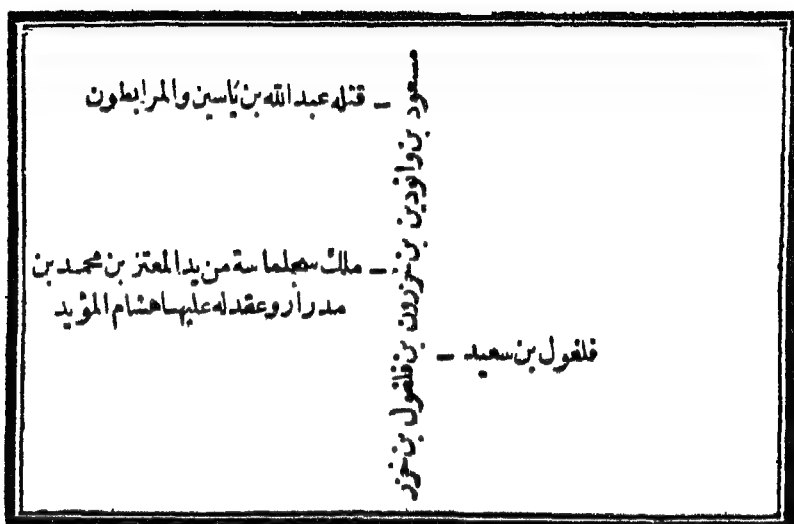 مسعود بن وانودين بن خزرون بن فلفول بن خزر
– قتله عبد الله بن ياسين والمرابطون
– ملك سجلماسة من يد المعتز بن محمد بن
مدرار وعقد له عليها هشام المؤيد
فلفول بن سعيد –